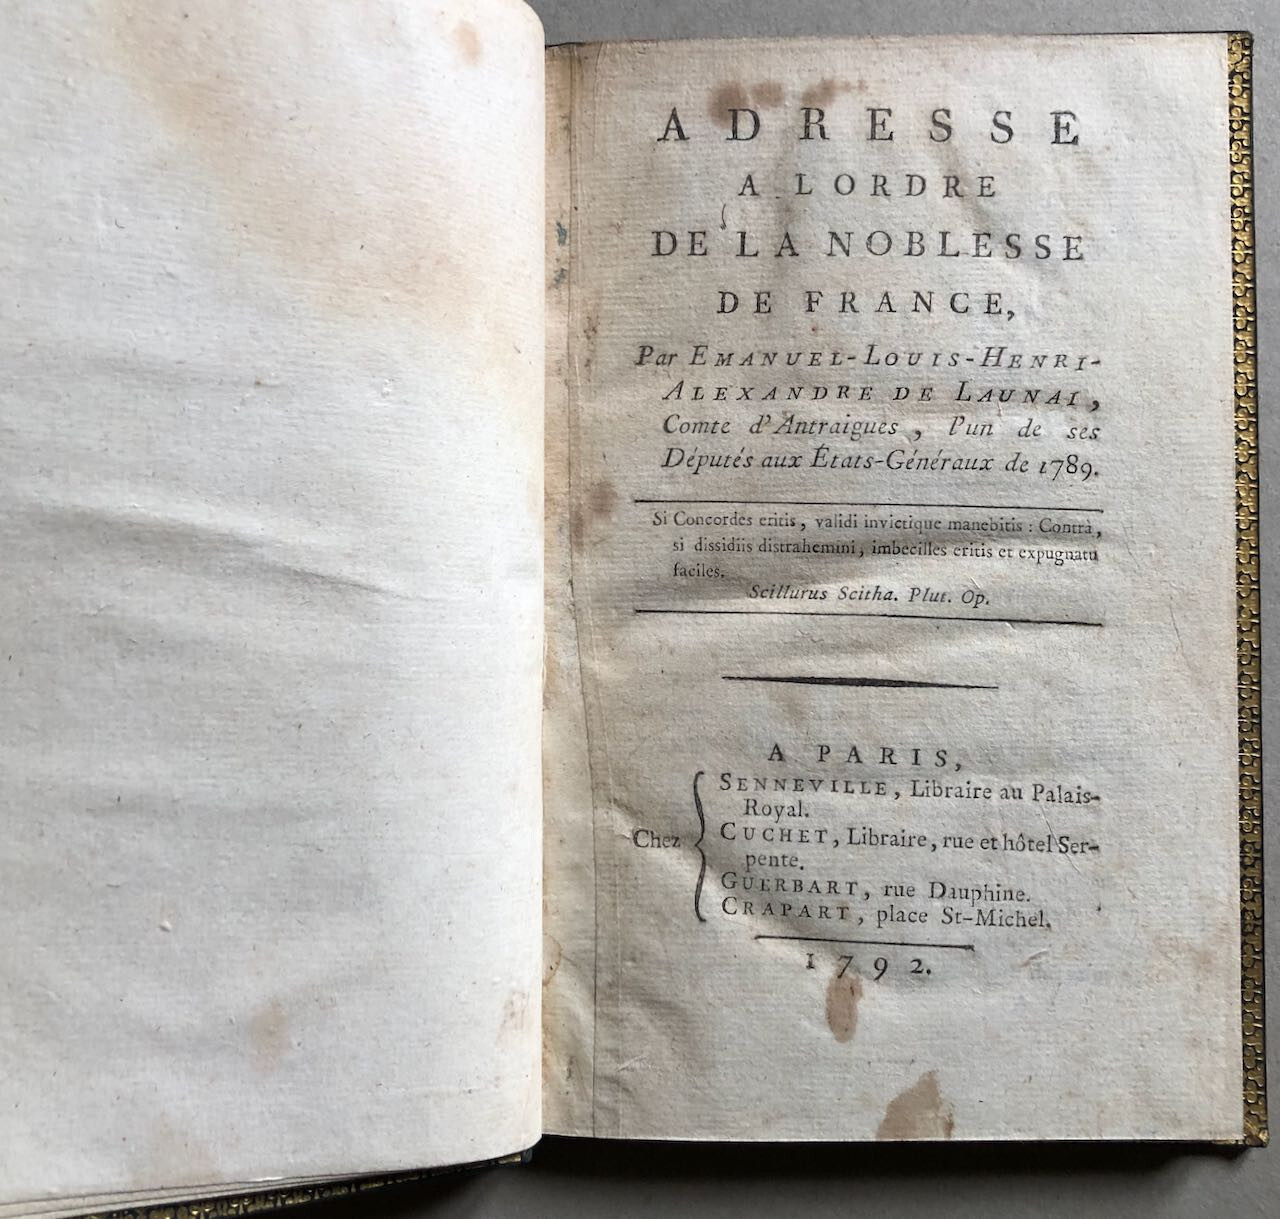 ADRESSE
A LORDRE
DE LA NOBLESSE
DE FRANCE,
Par EMANUEL-LOUIS-HENRI-
ALEXANDRE DE LAUNAI,
Comte d'Antraigues, l'un de ses
Députés aux États-Généraux de 1789.
Si Concordes eritis, validi invictique manebitis : Contrà,
si dissidiis distrahemini, imbecilles eritis et expugnatu
faciles.
Scillurus Scitha. Plut. Op.
A PARIS,
Chez
SENNEVILLE, Libraire au Palais-
Royal.
CUCHET, Libraire, rue et hôtel Ser-
pente.
GUERBART, rue Dauphine.
CRAPART, place St-Michel.
1792.